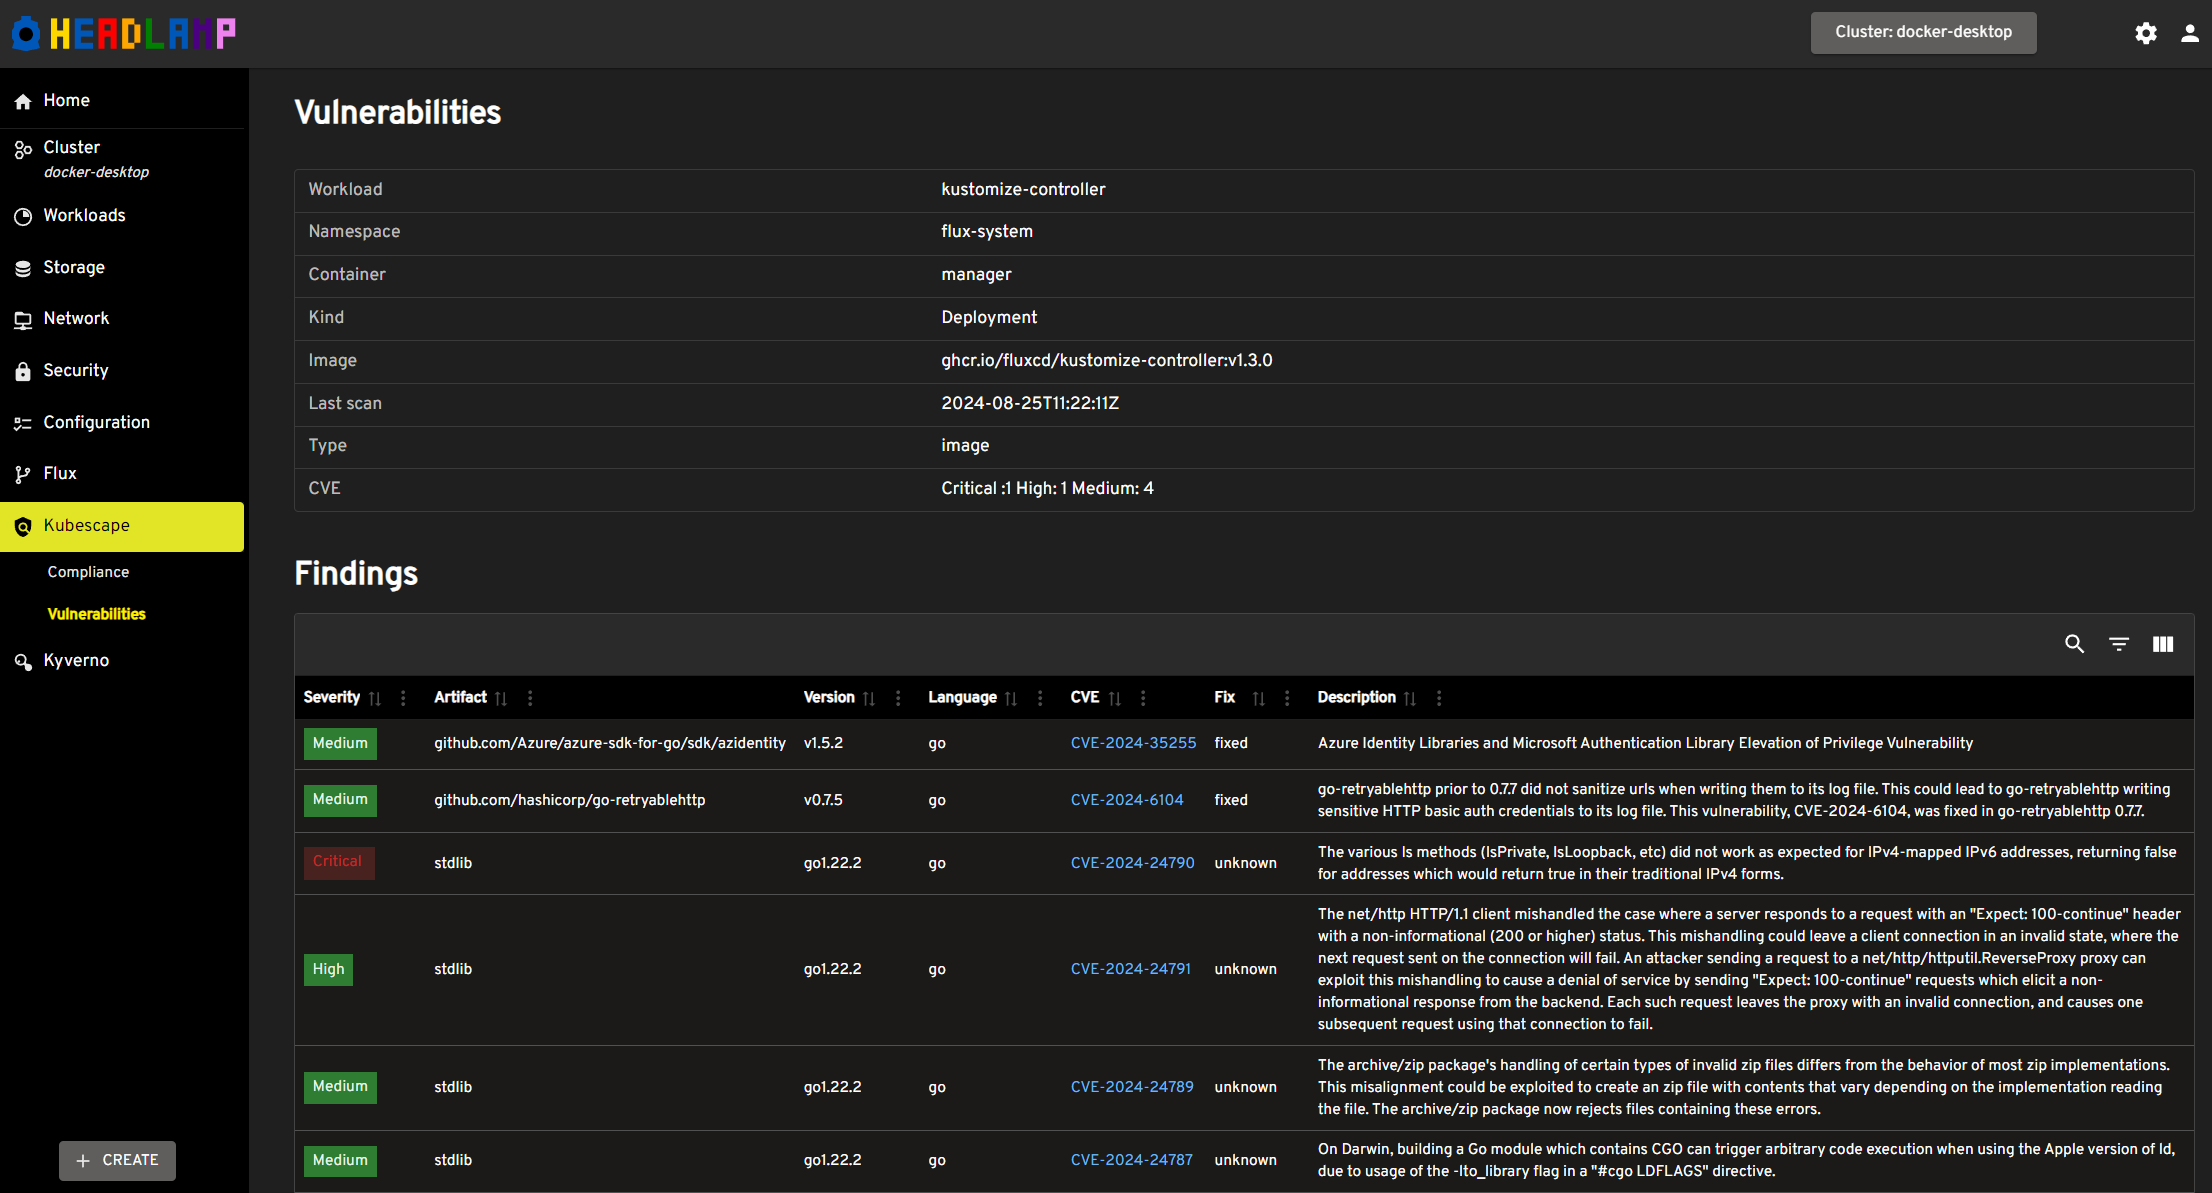 HEADLAMP
Cluster: docker-desktop
Home
Cluster
docker-desktop
Workloads
Storage
Network
Security
Configuration
Flux
Kubescape
Compliance
Vulnerabilities
Kyverno
CREATE
Vulnerabilities
Workload kustomize-controller
Namespace flux-system
Container manager
Kind Deployment
Image ghcr.io/fluxcd/kustomize-controller:v1.3.0
Last scan 2024-08-25T11:22:11Z
Type image
CVE Critical :1 High: 1 Medium: 4
Findings
Severity Artifact Version Language CVE Fix Description
Medium github.com/Azure/azure-sdk-for-go/sdk/azidentity v1.5.2 go CVE-2024-35255 fixed Azure Identity Libraries and Microsoft Authentication Library Elevation of Privilege Vulnerability
Medium github.com/hashicorp/go-retryablehttp v0.7.5 go CVE-2024-6104 fixed go-retryablehttp prior to 0.7.7 did not sanitize urls when writing them to its log file. This could lead to go-retryablehttp writing
sensitive HTTP basic auth credentials to its log file. This vulnerability, CVE-2024-6104, was fixed in go-retryablehttp 0.7.7.
Critical stdlib go1.22.2 go CVE-2024-24790 unknown The various Is methods (IsPrivate, IsLoopback, etc) did not work as expected for IPv4-mapped IPv6 addresses, returning false
for addresses which would return true in their traditional IPv4 forms.
High stdlib go1.22.2 go CVE-2024-24791 unknown The net/http HTTP/1.1 client mishandled the case where a server responds to a request with an "Expect: 100-continue" header
with a non-informational (200 or higher) status. This mishandling could leave a client connection in an invalid state, where the
next request sent on the connection will fail. An attacker sending a request to a net/http/httputil.ReverseProxy proxy can
exploit this mishandling to cause a denial of service by sending "Expect: 100-continue" requests which elicit a non-
informational response from the backend. Each such request leaves the proxy with an invalid connection, and causes one
subsequent request using that connection to fail.
Medium stdlib go1.22.2 go CVE-2024-24789 unknown The archive/zip package's handling of certain types of invalid zip files differs from the behavior of most zip implementations.
This misalignment could be exploited to create an zip file with contents that vary depending on the implementation reading
the file. The archive/zip package now rejects files containing these errors.
Medium stdlib go1.22.2 go CVE-2024-24787 unknown On Darwin, building a Go module which contains CGO can trigger arbitrary code execution when using the Apple version of ld,
due to usage of the -lto_library flag in a "#cgo LDFLAGS" directive.